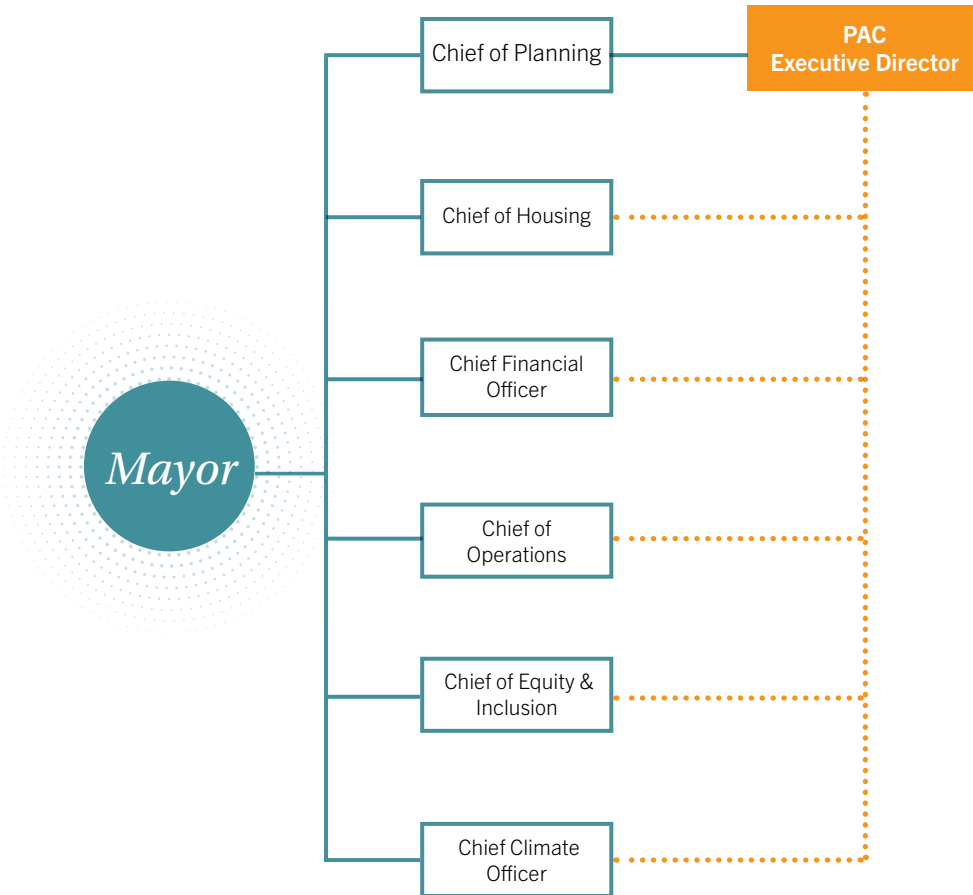 Chief of Planning
PAC
Executive Director
Chief of Housing
Chief Financial
Officer
Mayor
Chief of
Operations
Chief of Equity &
Inclusion
Chief Climate
Officer